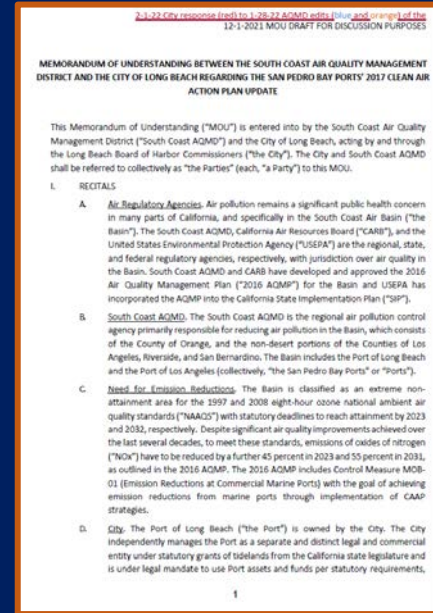 2-1-22 City response (red) to 1-28-22 AQMD edits (blue and orange) of the
12-1-2021 MOU DRAFT FOR DISCUSSION PURPOSES
MEMORANDUM OF UNDERSTANDING BETWEEN THE SOUTH COAST AIR QUALITY MANAGEMENT
DISTRICT AND THE CITY OF LONG BEACH REGARDING THE SAN PEDRO BAY PORTS' 2017 CLEAN AIR
ACTION PLAN UPDATE
This Memorandum of Understanding ("MOU") is entered into by the South Coast Air Quality
Management District ("South Coast AQMD") and the City of Long Beach, acting by and through
the Long Beach Board of Harbor Commissioners ("the City"). The City and South Coast AQMD
shall be referred to collectively as "the Parties" (each, "a Party") to this MOU.
I. RECITALS
A. Air Regulatory Agencies. Air pollution remains a significant public health concern
in many parts of California, and specifically in the South Coast Air Basin ("the
Basin"). The South Coast AQMD, California Air Resources Board ("CARB"), and the
United States Environmental Protection Agency ("USEPA") are the regional, state,
and federal regulatory agencies, respectively, with jurisdiction over air quality in
the Basin. South Coast AQMD and CARB have developed and approved the 2016
Air Quality Management Plan ("2016 AQMP") for the Basin and USEPA has
incorporated the AQMP into the California State Implementation Plan ("SIP").
B. South Coast AQMD. The South Coast AQMD is the regional air pollution control
agency primarily responsible for reducing air pollution in the Basin, which consists
of the County of Orange, and the non-desert portions of the Counties of Los
Angeles, Riverside, and San Bernardino. The Basin includes the Port of Long Beach
and the Port of Los Angeles (collectively, "the San Pedro Bay Ports" or "Ports").
C. Need for Emission Reductions. The Basin is classified as an extreme non-
attainment area for the 1997 and 2008 eight-hour ozone national ambient air
quality standards ("NAAQS") with statutory deadlines to reach attainment by 2023
and 2032, respectively. Despite significant air quality improvements achieved over
the last several decades, to meet these standards, emissions of oxides of nitrogen
("NOx") have to be reduced by a further 45 percent in 2023 and 55 percent in 2031,
as outlined in the 2016 AQMP. The 2016 AQMP includes Control Measure MOB-
01 (Emission Reductions at Commercial Marine Ports) with the goal of achieving
emission reductions from marine ports through implementation of CAAP
strategies.
D. City. The Port of Long Beach ("the Port") is owned by the City. The City
independently manages the Port as a separate and distinct legal and commercial
entity under statutory grants of tidelands from the California state legislature and
is under legal mandate to use Port assets and funds per statutory requirements,
1